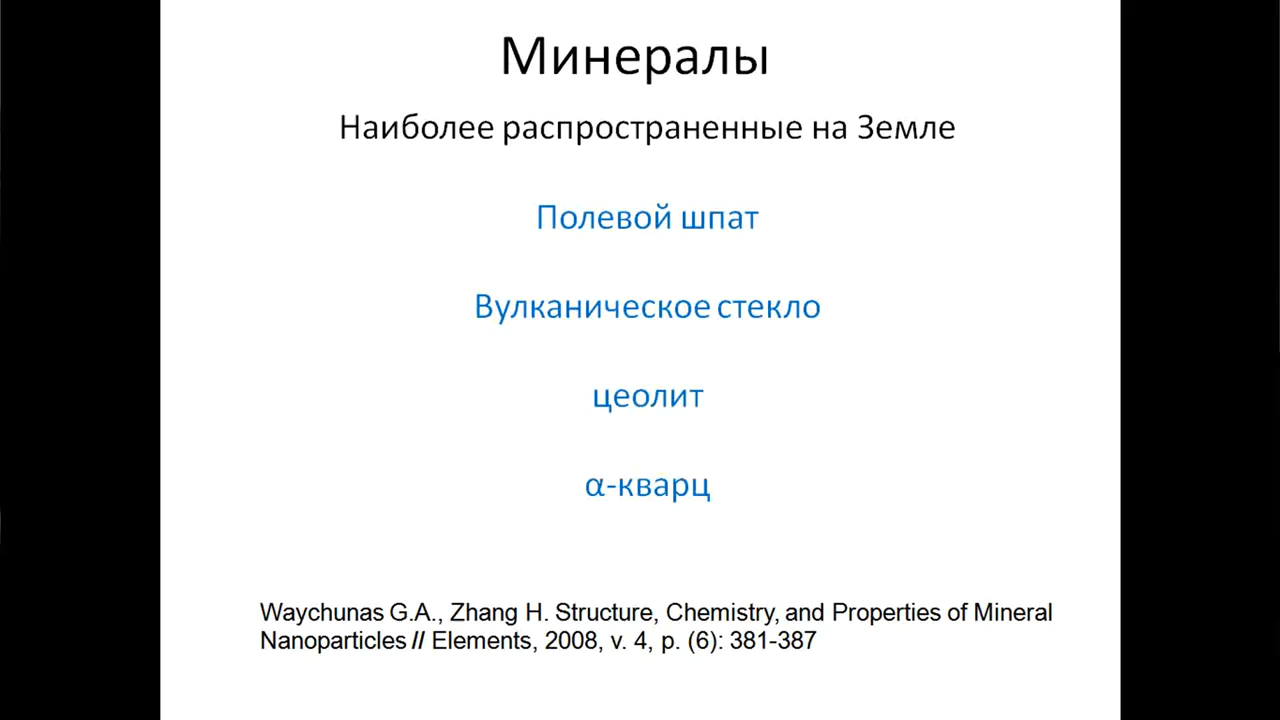 Минералы
Наиболее распространенные на Земле
Полевой шпат
Вулканическое стекло
цеолит
α-кварц
Waychunas G.A., Zhang H. Structure, Chemistry, and Properties of Mineral
Nanoparticles // Elements, 2008, v. 4, p. (6): 381-387